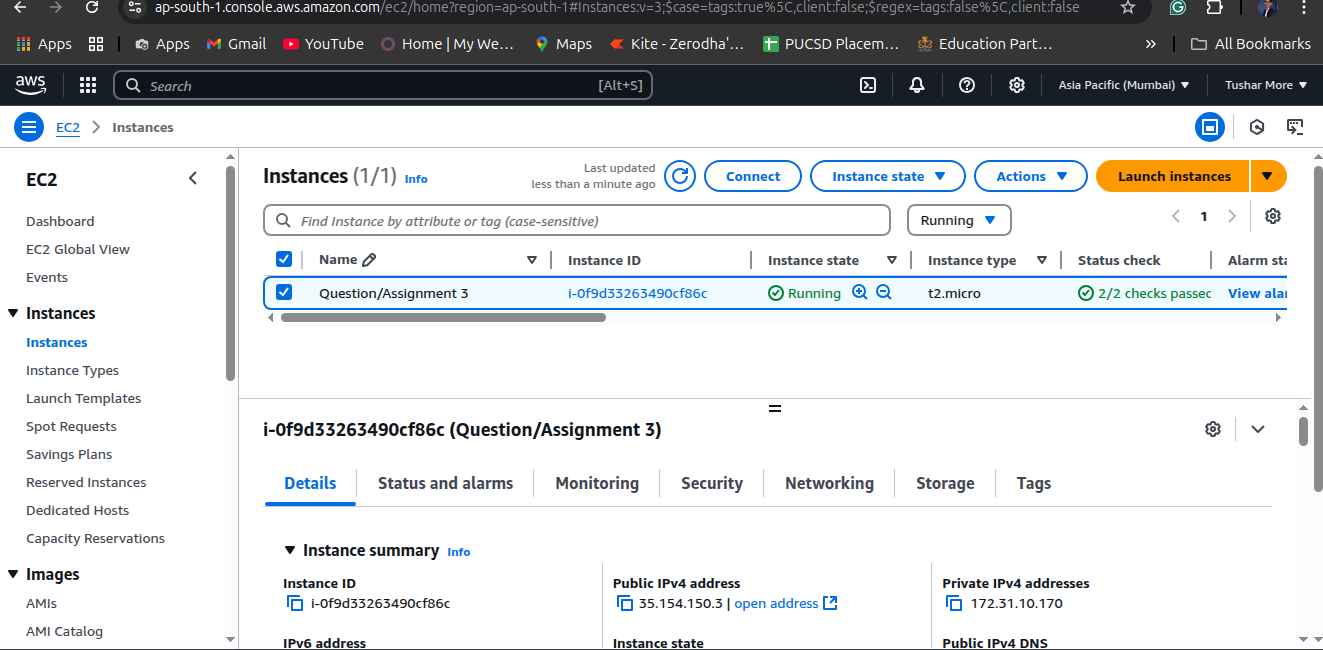 ap-south-1.console.aws.amazon.com/ec2/home?region=ap-south-1#Instances:v=3;$case=tags:true%5C,client:false;$regex=tags:false%5C,client:false
Apps Apps Gmail YouTube Home | My We... Maps Kite - Zerodha'... PUCSD Placem... Education Part... » All Bookmarks
aws Search [Alt+S] Asia Pacific (Mumbai) Tushar More
EC2 Instances
EC2
Dashboard
EC2 Global View
Events
Instances
Instances
Instance Types
Launch Templates
Spot Requests
Savings Plans
Reserved Instances
Dedicated Hosts
Capacity Reservations
Images
AMIs
AMI Catalog
Instances (1/1) Info
Last updated
less than a minute ago
Connect Instance state Actions Launch instances
Find Instance by attribute or tag (case-sensitive) Running 1
Name Instance ID Instance state Instance type Status check Alarm sta
Question/Assignment 3 i-0f9d33263490cf86c Running t2.micro 2/2 checks passed View alar
i-0f9d33263490cf86c (Question/Assignment 3)
Details Status and alarms Monitoring Security Networking Storage Tags
Instance summary Info
Instance ID Public IPv4 address Private IPv4 addresses
i-0f9d33263490cf86c 35.154.150.3 | open address 172.31.10.170
IPv6 address Instance state Public IPv4 DNS